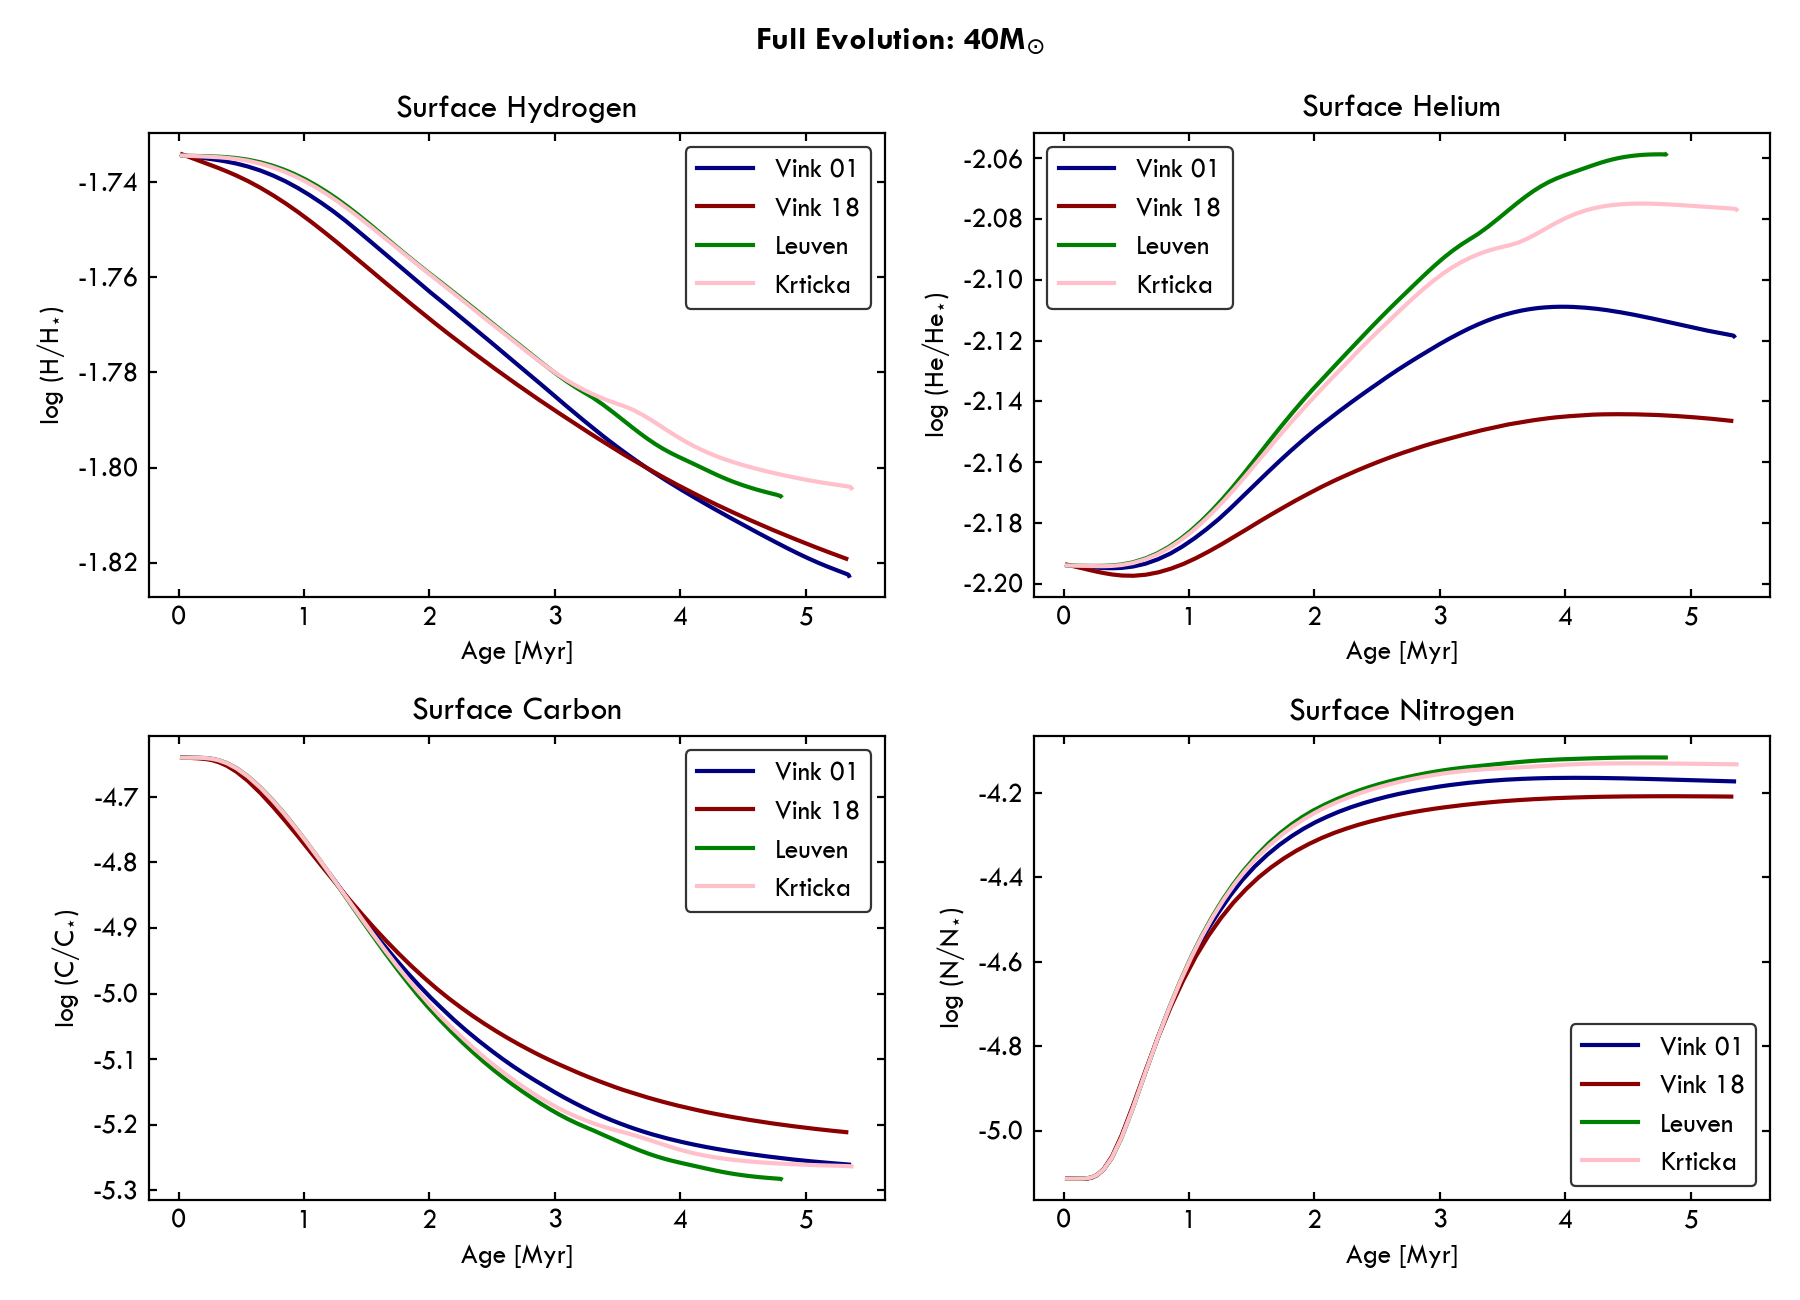 Full Evolution: 40M☉
Surface Hydrogen
log (H/H⋆)
-1.74
-1.76
-1.78
-1.80
-1.82
0 1 2 3 4 5
Age [Myr]
Vink 01
Vink 18
Leuven
Krticka
Surface Helium
log (He/He⋆)
-2.06
-2.08
-2.10
-2.12
-2.14
-2.16
-2.18
-2.20
0 1 2 3 4 5
Age [Myr]
Vink 01
Vink 18
Leuven
Krticka
Surface Carbon
log (C/C⋆)
-4.7
-4.8
-4.9
-5.0
-5.1
-5.2
-5.3
0 1 2 3 4 5
Age [Myr]
Vink 01
Vink 18
Leuven
Krticka
Surface Nitrogen
log (N/N⋆)
-4.2
-4.4
-4.6
-4.8
-5.0
0 1 2 3 4 5
Age [Myr]
Vink 01
Vink 18
Leuven
Krticka